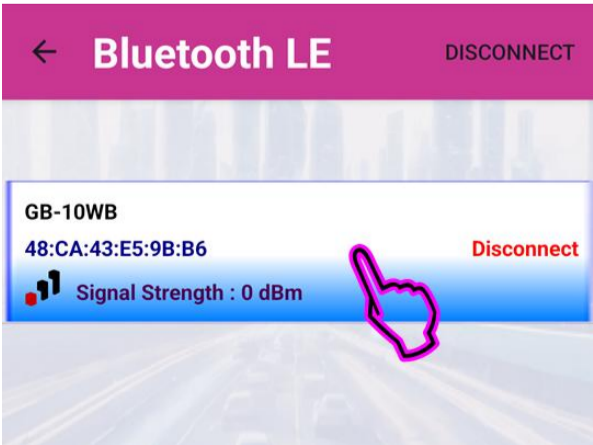 Bluetooth LE DISCONNECT
GB-10WB
48:CA:43:E5:9B:B6 Disconnect
Signal Strength : 0 dBm